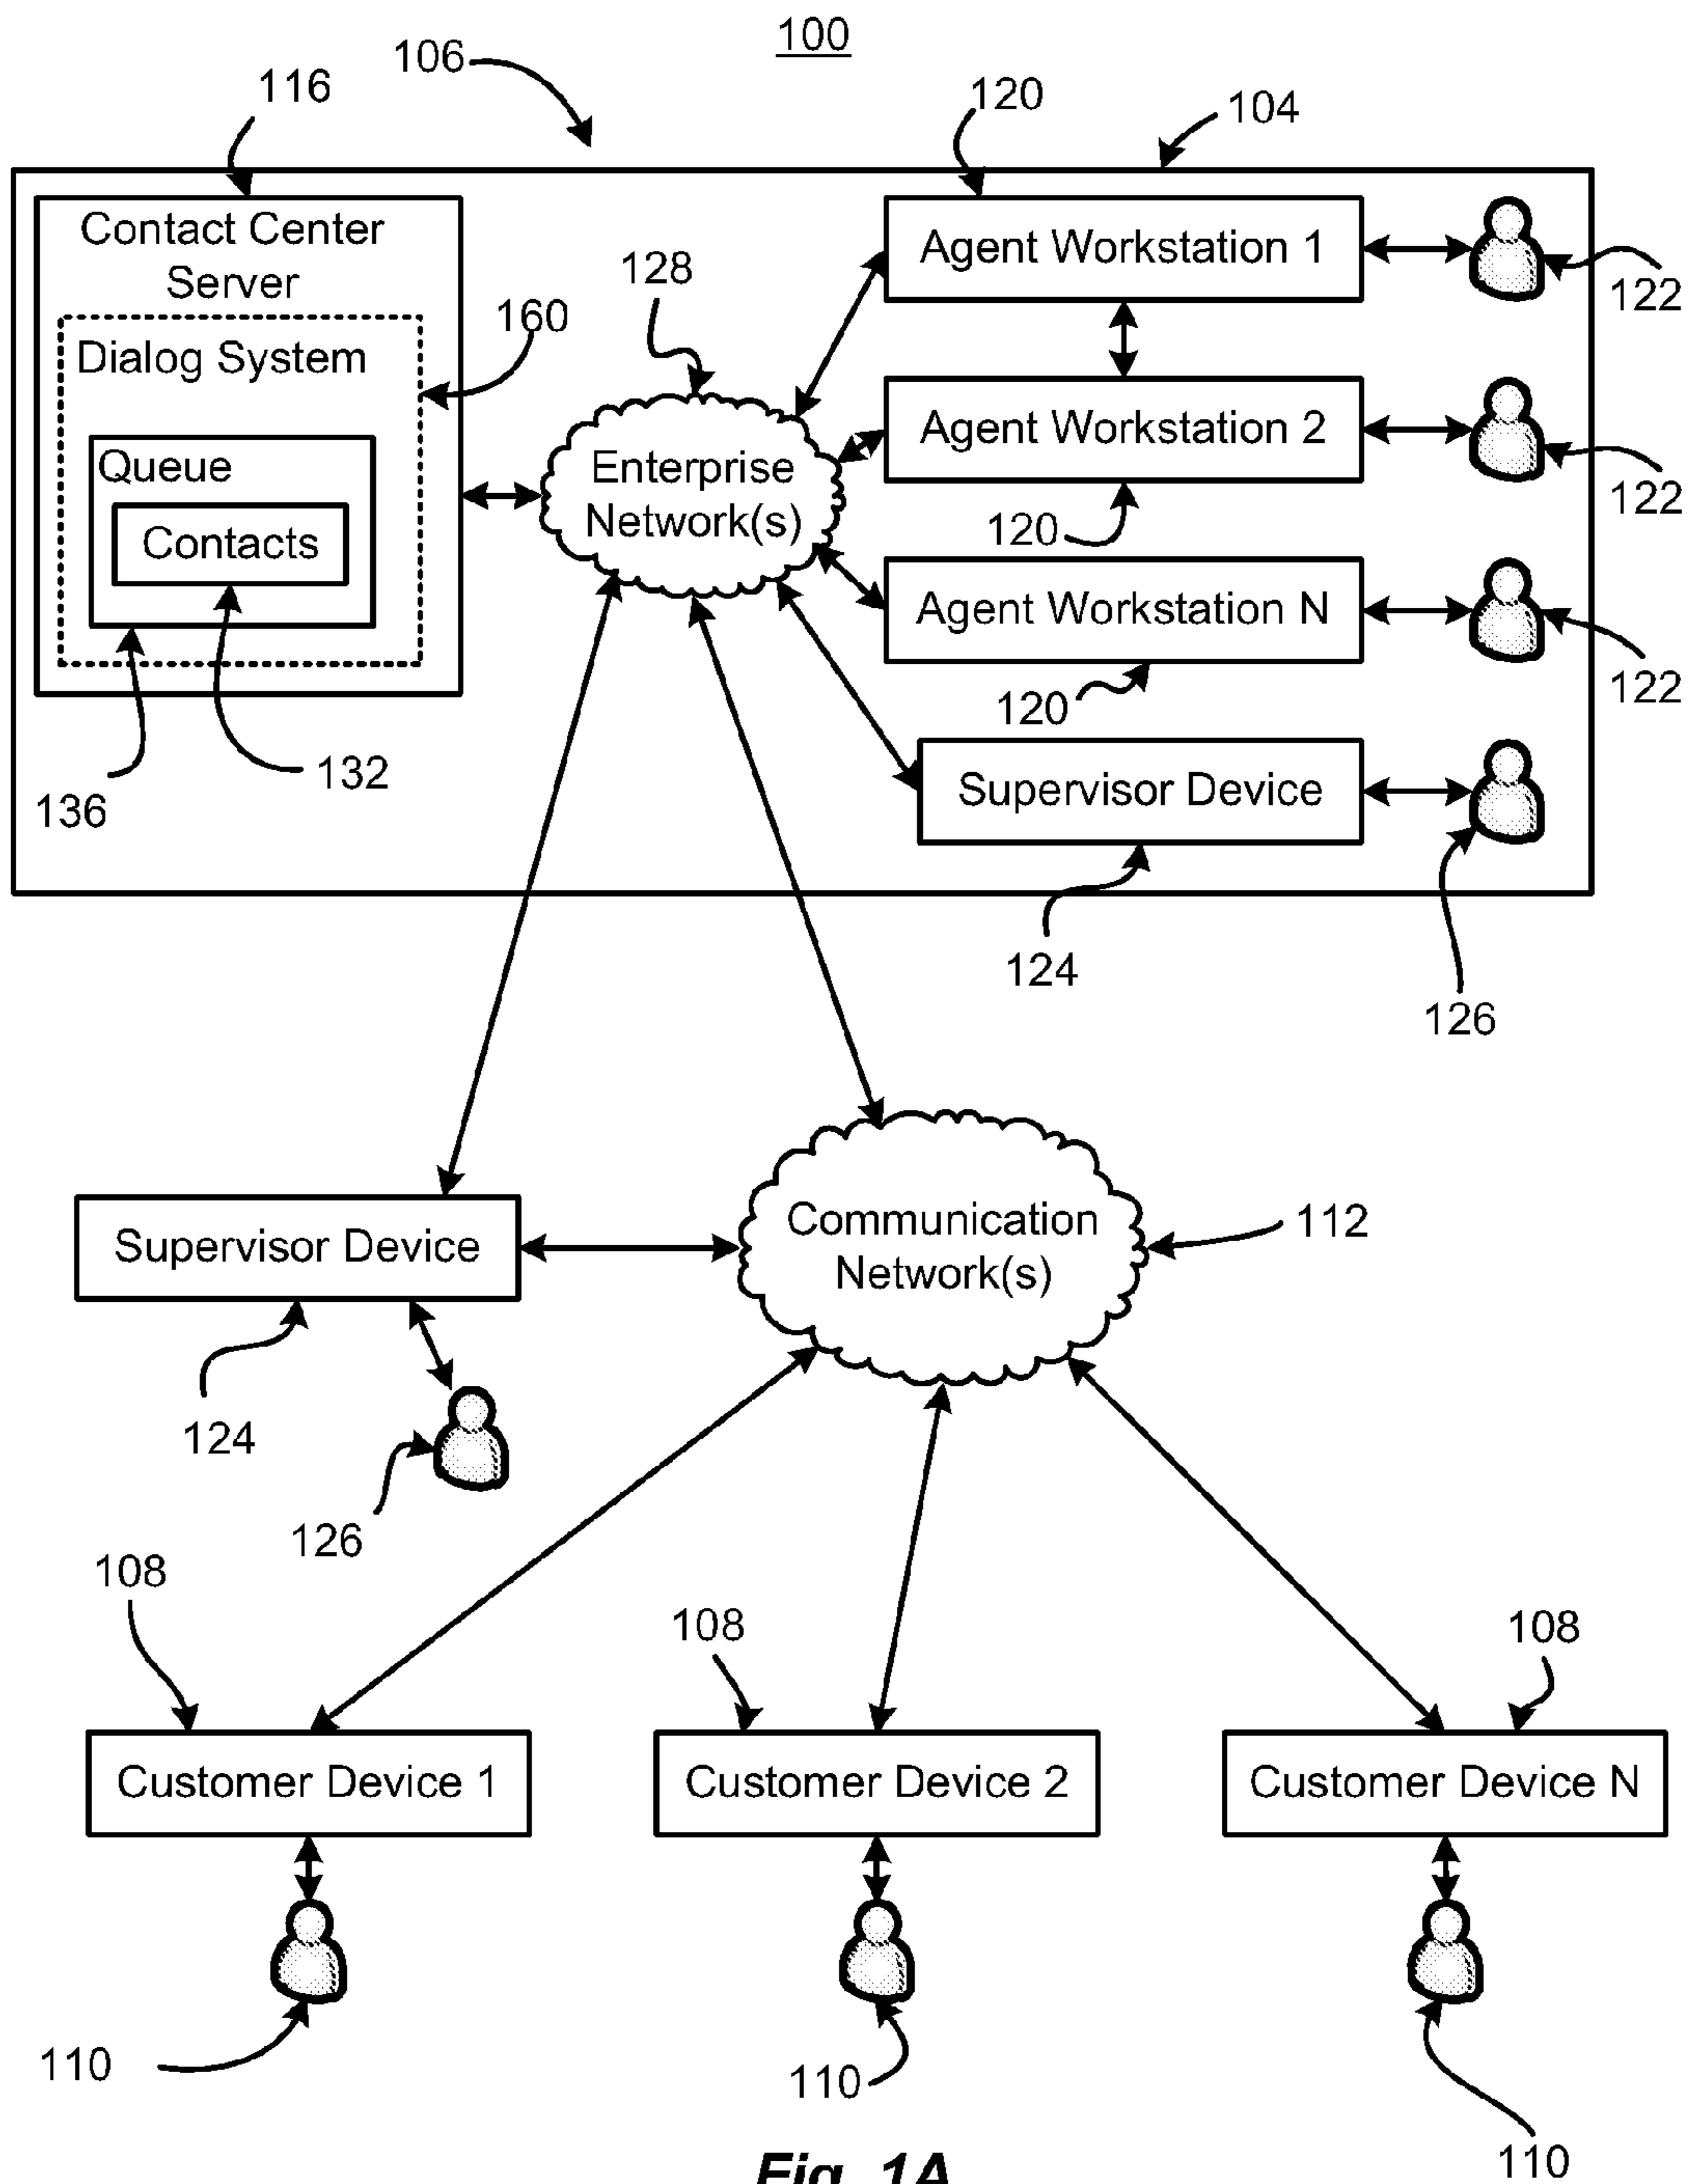 100
106
116
120
104
Contact Center
Server
Agent Workstation 1
122
128
160
Dialog System
Agent Workstation 2
122
Queue
Enterprise
Network(s)
120
Contacts
Agent Workstation N
122
120
132
136
Supervisor Device
124
126
Communication
Network(s)
112
Supervisor Device
124
126
108
108
108
Customer Device 1
Customer Device 2
Customer Device N
110
110
110
Fig. 1A